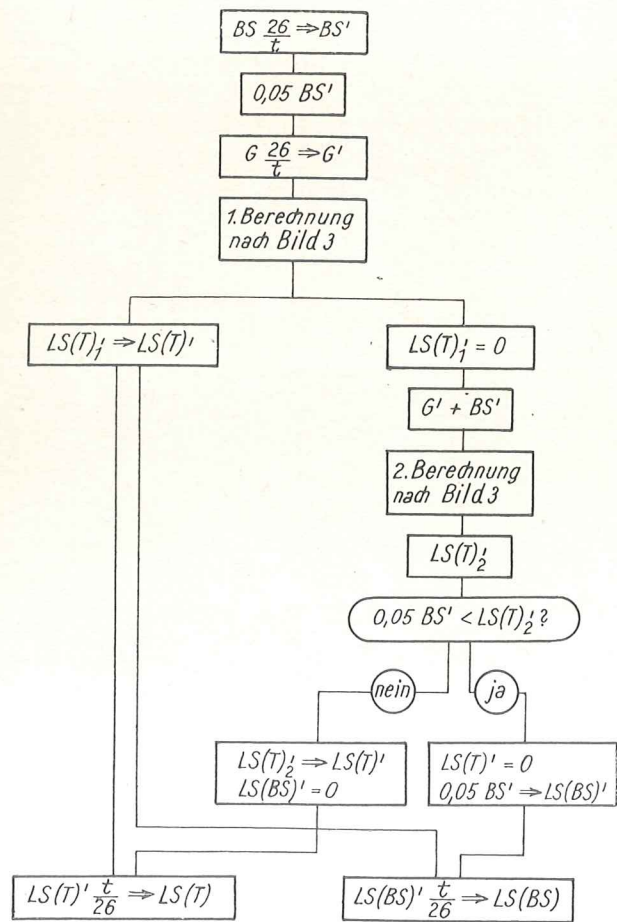 BS 26/t ⇒ BS'
0,05 BS'
G 26/t ⇒ G'
1. Berechnung
nach Bild 3
LS(T)₁' ⇒ LS(T)'
LS(T)₁' = 0
G' + BS'
2. Berechnung
nach Bild 3
LS(T)₂'
0,05 BS' < LS(T)₂' ?
nein
ja
LS(T)₂' ⇒ LS(T)'
LS(BS)' = 0
LS(T)' = 0
0,05 BS' ⇒ LS(BS)'
LS(T)' t/26 ⇒ LS(T)
LS(BS)' t/26 ⇒ LS(BS)